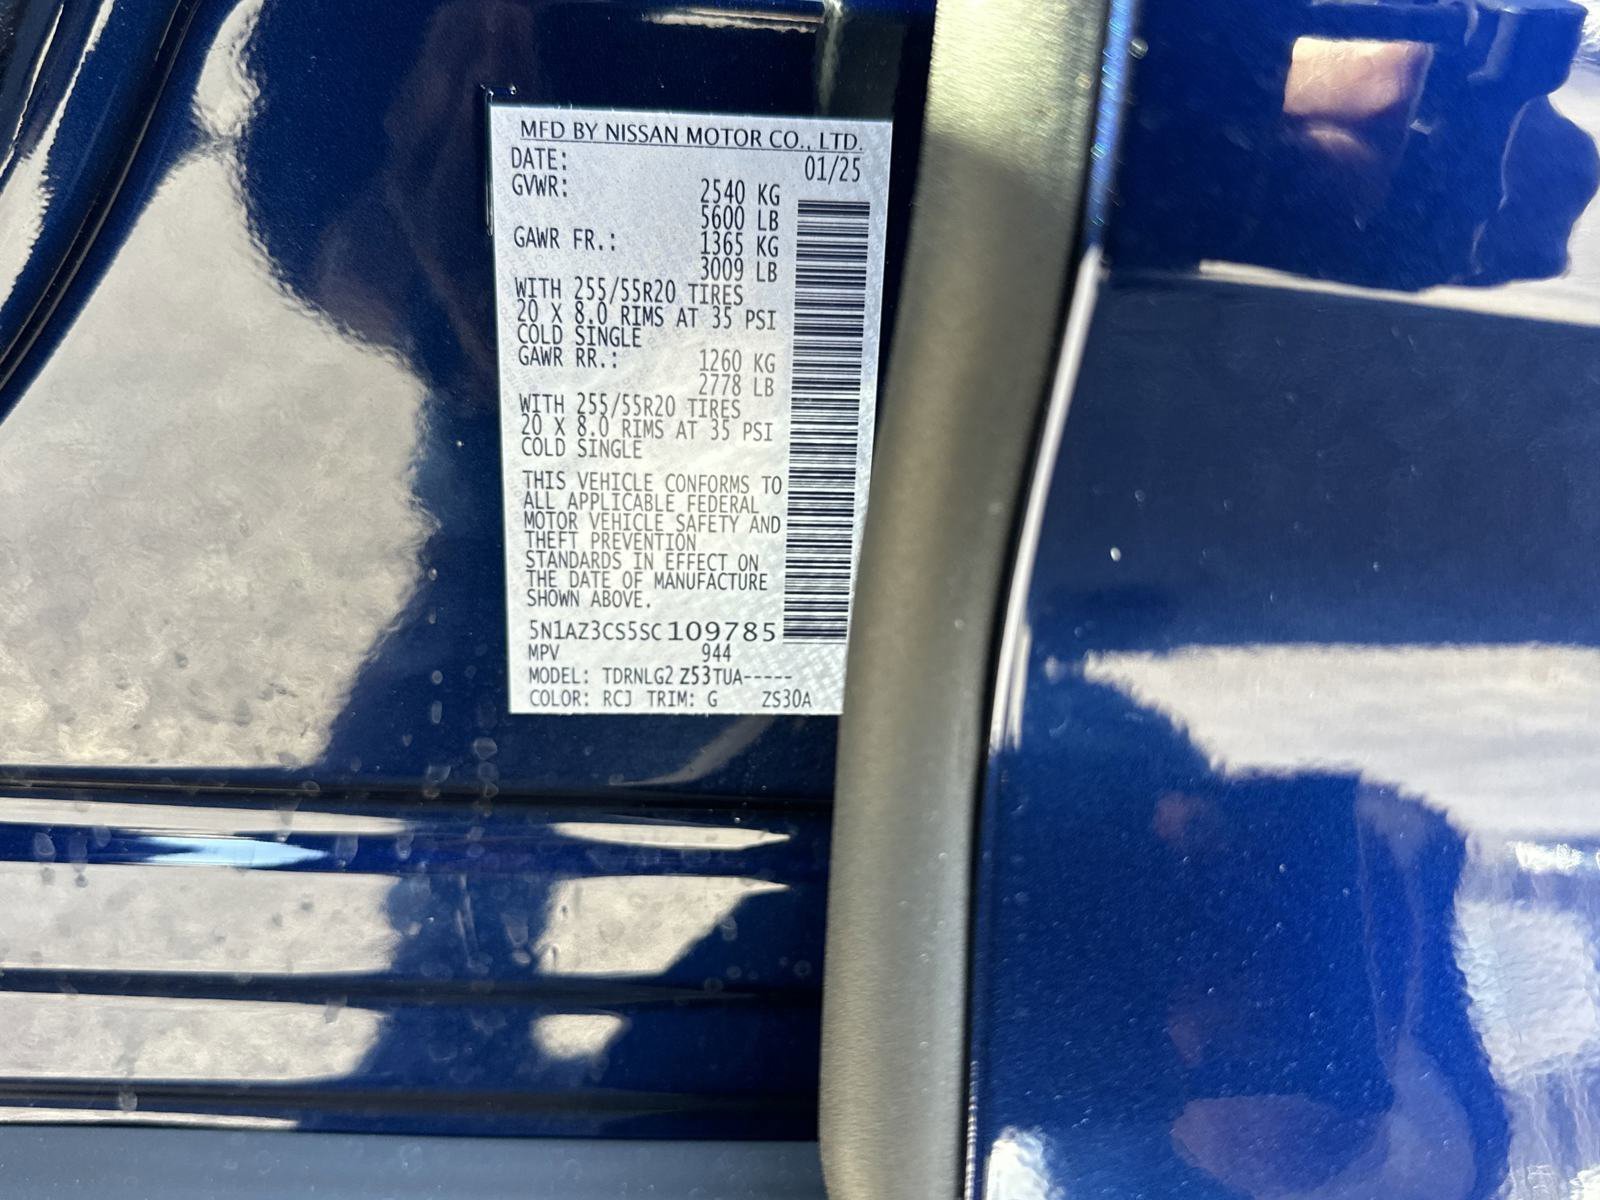 MFD BY NISSAN MOTOR CO., LTD.
DATE: 01/25
GVWR: 2540 KG
5600 LB
GAWR FR.: 1365 KG
3009 LB
WITH 255/55R20 TIRES
20 X 8.0 RIMS AT 35 PSI
COLD SINGLE
GAWR RR.: 1260 KG
2778 LB
WITH 255/55R20 TIRES
20 X 8.0 RIMS AT 35 PSI
COLD SINGLE
THIS VEHICLE CONFORMS TO
ALL APPLICABLE FEDERAL
MOTOR VEHICLE SAFETY AND
THEFT PREVENTION
STANDARDS IN EFFECT ON
THE DATE OF MANUFACTURE
SHOWN ABOVE.
5N1AZ3CS5SC109785
MPV 944
MODEL: TDRNLG2 Z53TUA-----
COLOR: RCJ TRIM: G ZS30A